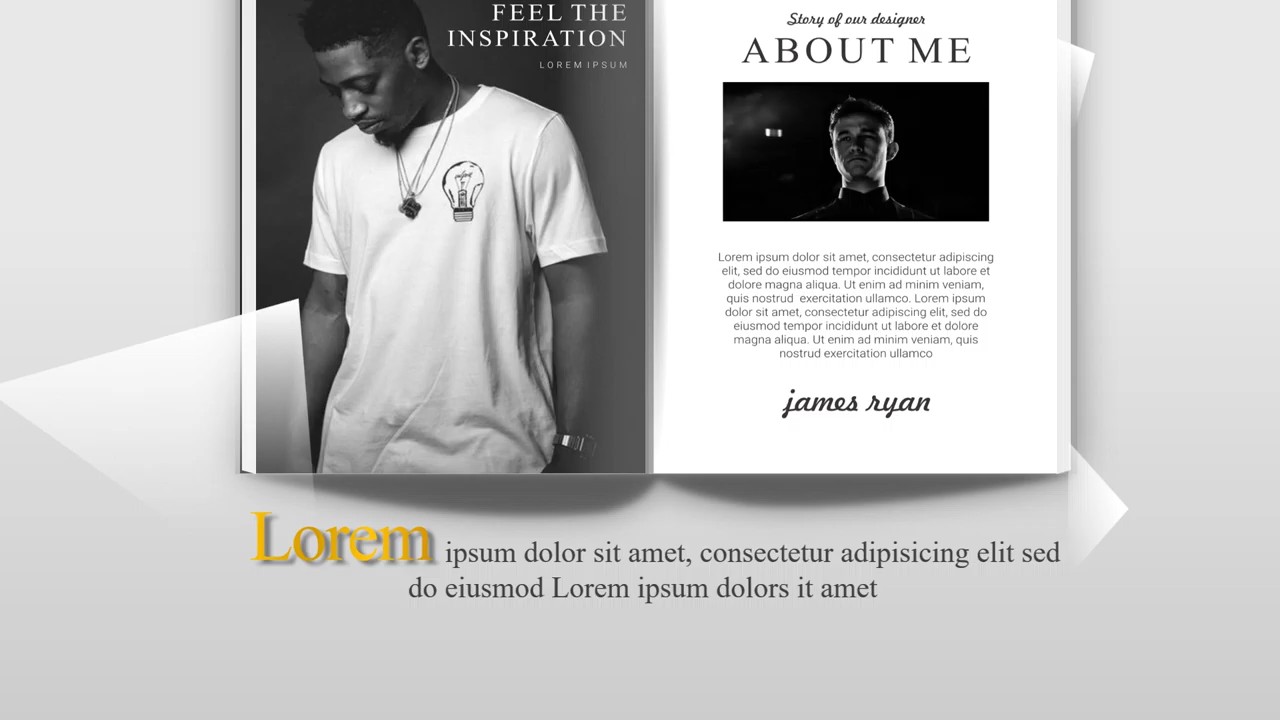 FEEL THE
INSPIRATION
LOREM IPSUM
Story of our designer
ABOUT ME
Lorem ipsum dolor sit amet, consectetur adipiscing
elit, sed do eiusmod tempor incididunt ut labore et
dolore magna aliqua. Ut enim ad minim veniam,
quis nostrud exercitation ullamco. Lorem ipsum
dolor sit amet, consectetur adipiscing elit, sed do
eiusmod tempor incididunt ut labore et dolore
magna aliqua. Ut enim ad minim veniam, quis
nostrud exercitation ullamco
james ryan
Lorem ipsum dolor sit amet, consectetur adipisicing elit sed
do eiusmod Lorem ipsum dolors it amet